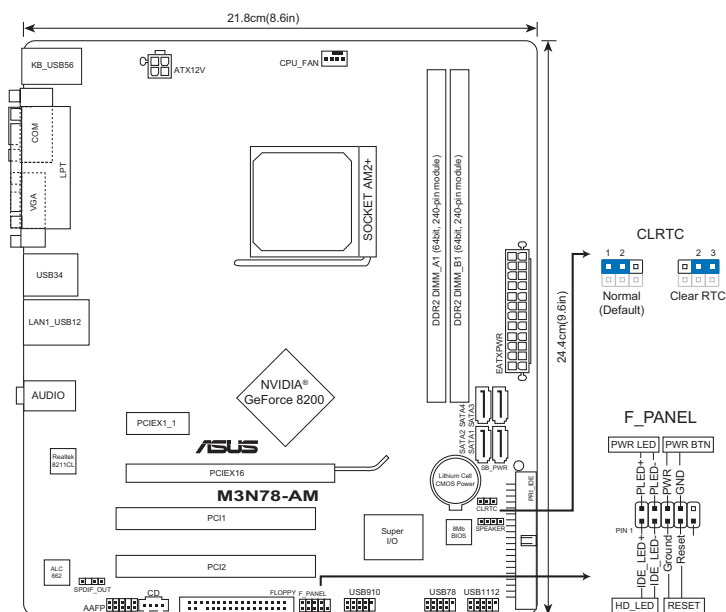 21.8cm(8.6in)
KB_USB56
ATX12V
CPU_FAN
COM
LPT
VGA
SOCKET AM2+
DDR2 DIMM_A1 (64bit, 240-pin module)
DDR2 DIMM_B1 (64bit, 240-pin module)
24.4cm(9.6in)
EATXPWR
USB34
LAN1_USB12
AUDIO
NVIDIA®
GeForce 8200
PCIEX1_1
ASUS
SATA2 SATA4
SATA1 SATA3
SB_PWR
Realtek
8211CL
PCIEX16
M3N78-AM
Lithium Cell
CMOS Power
PRI_IDE
CLRTC
SPEAKER
PCI1
Super
I/O
8Mb
BIOS
PCI2
ALC
662
SPDIF_OUT
AAFP
CD
FLOPPY
F_PANEL
USB910
USB78
USB1112
CLRTC
1 2
2 3
Normal
(Default)
Clear RTC
F_PANEL
PWR LED
PWR BTN
PLED+
PLED-
PWR
GND
PIN 1
IDE_LED+
IDE_LED-
Ground
Reset
HD_LED
RESET